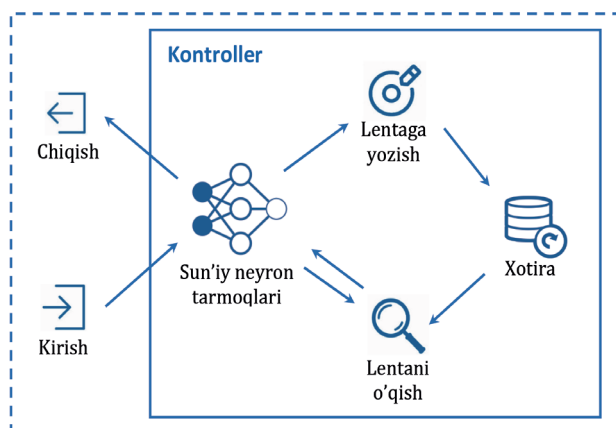 Kontroller
Chiqish
Lentaga
yozish
Sun'iy neyron
tarmoqlari
Xotira
Kirish
Lentani
o'qish